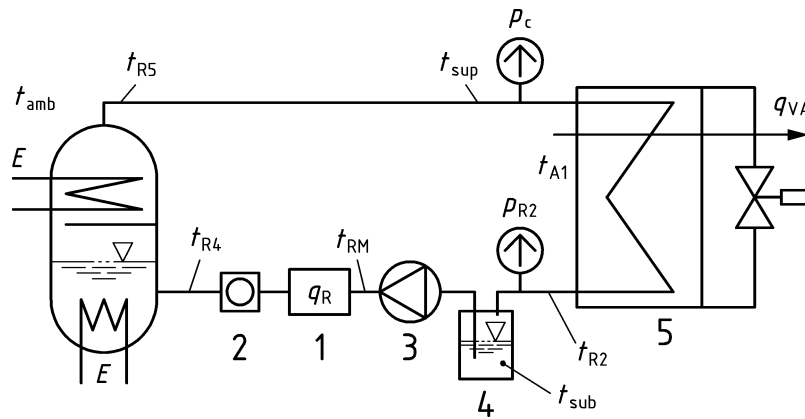 p_c
t_R5
t_sup
t_amb
q_VA
E
t_A1
p_R2
t_R4
t_RM
q_R
2
1
3
5
t_R2
E
4
t_sub